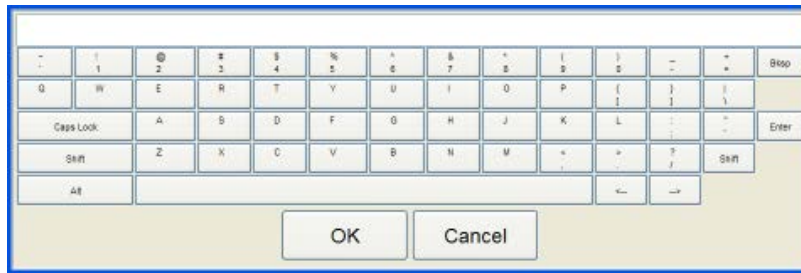 ~ ! @ # $ % ^ & * ( ) _ + Bksp
` 1 2 3 4 5 6 7 8 9 0 - =
Q W E R T Y U I O P { } |
[ ] \
Caps Lock A S D F G H J K L : " Enter
; '
Shift Z X C V B N M < > ? Shift
, . /
Alt <-- -->
OK Cancel